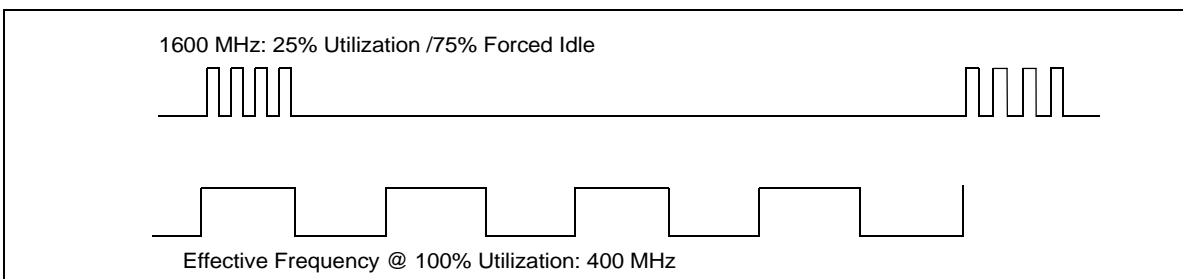 1600 MHz: 25% Utilization /75% Forced Idle
Effective Frequency @ 100% Utilization: 400 MHz